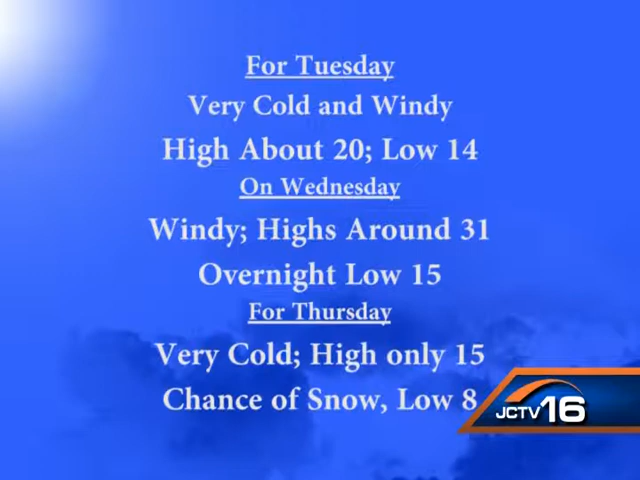 For Tuesday
Very Cold and Windy
High About 20; Low 14
On Wednesday
Windy; Highs Around 31
Overnight Low 15
For Thursday
Very Cold; High only 15
Chance of Snow, Low 8
JCTV16